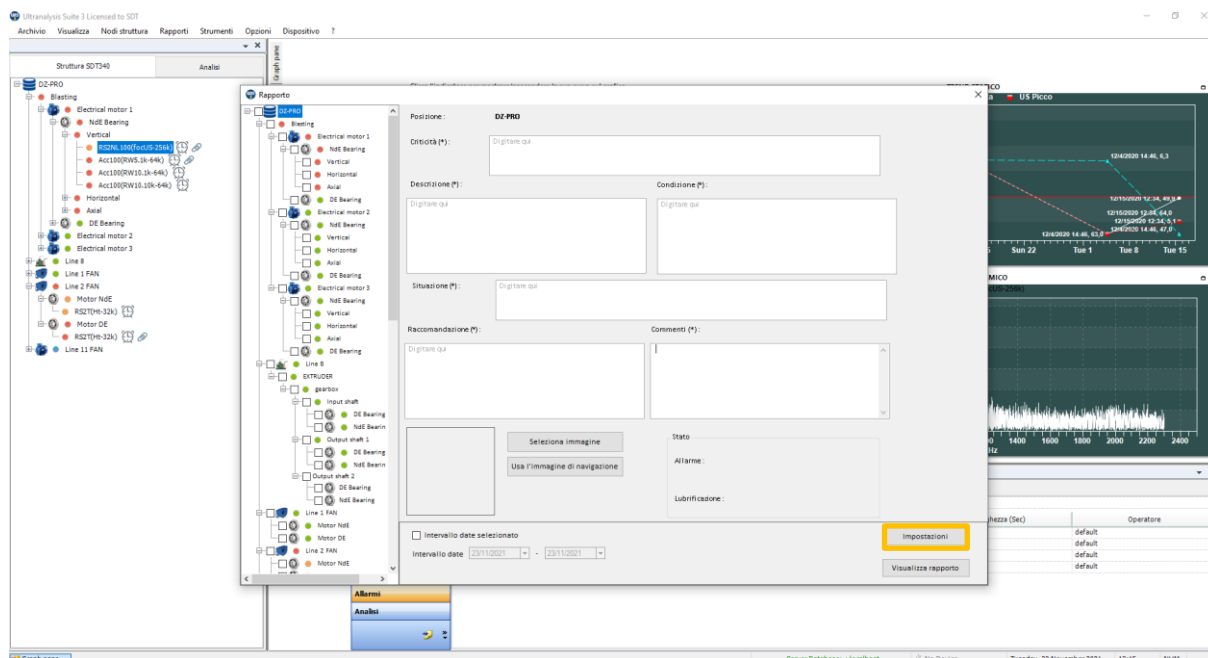 Ultranalysis Suite 3 Licensed to SDT
Archivio Visualizza Nodi struttura Rapporti Strumenti Opzioni Dispositivo ?
Struttura SDT340 Analisi
Graph pane
DZ-PRO
Blasting
Electrical motor 1
NdE Bearing
Vertical
RS2NL100(focUS-256k)
Acc100(RW5.1k-64k)
Acc100(RW10.1k-64k)
Acc100(RW10.10k-64k)
Horizontal
Axial
DE Bearing
Electrical motor 2
Electrical motor 3
Line 8
Line 1 FAN
Line 2 FAN
Motor NdE
RS2T(Ht-32k)
Motor DE
RS2T(Ht-32k)
Line 11 FAN
Rapporto
DZ-PRO
Blasting
Electrical motor 1
NdE Bearing
Vertical
Horizontal
Axial
DE Bearing
Electrical motor 2
NdE Bearing
Vertical
Horizontal
Axial
DE Bearing
Electrical motor 3
NdE Bearing
Vertical
Horizontal
Axial
DE Bearing
Line 8
EXTRUDER
gearbox
Input shaft
DE Bearing
NdE Bearin
Output shaft 1
DE Bearing
NdE Bearin
Output shaft 2
DE Bearing
NdE Bearing
Line 1 FAN
Motor NdE
Motor DE
Line 2 FAN
Motor NdE
Posizione : DZ-PRO
Criticità (*) : Digitare qui
Descrizione (*) : Condizione (*) :
Digitare qui Digitare qui
Situazione (*) : Digitare qui
Raccomandazione (*) : Commenti (*) :
Digitare qui
Seleziona immagine
Usa l'immagine di navigazione
Stato
Allarme :
Lubrificazione :
Intervallo date selezionato
Intervallo date 23/11/2021 - 23/11/2021
Impostazioni
Visualizza rapporto
US Picco
12/4/2020 14:46, 6,3
12/15/2020 12:34, 49,9
12/15/2020 12:34, 54,0
12/15/2020 12:34, 5,1
12/4/2020 14:46, 63,0
12/4/2020 14:46, 47,0
Sun 22 Tue 1 Tue 8 Tue 15
1400 1600 1800 2000 2200 2400
Hz
ghezza (Sec) Operatore
default
default
default
default
Allarmi
Analisi